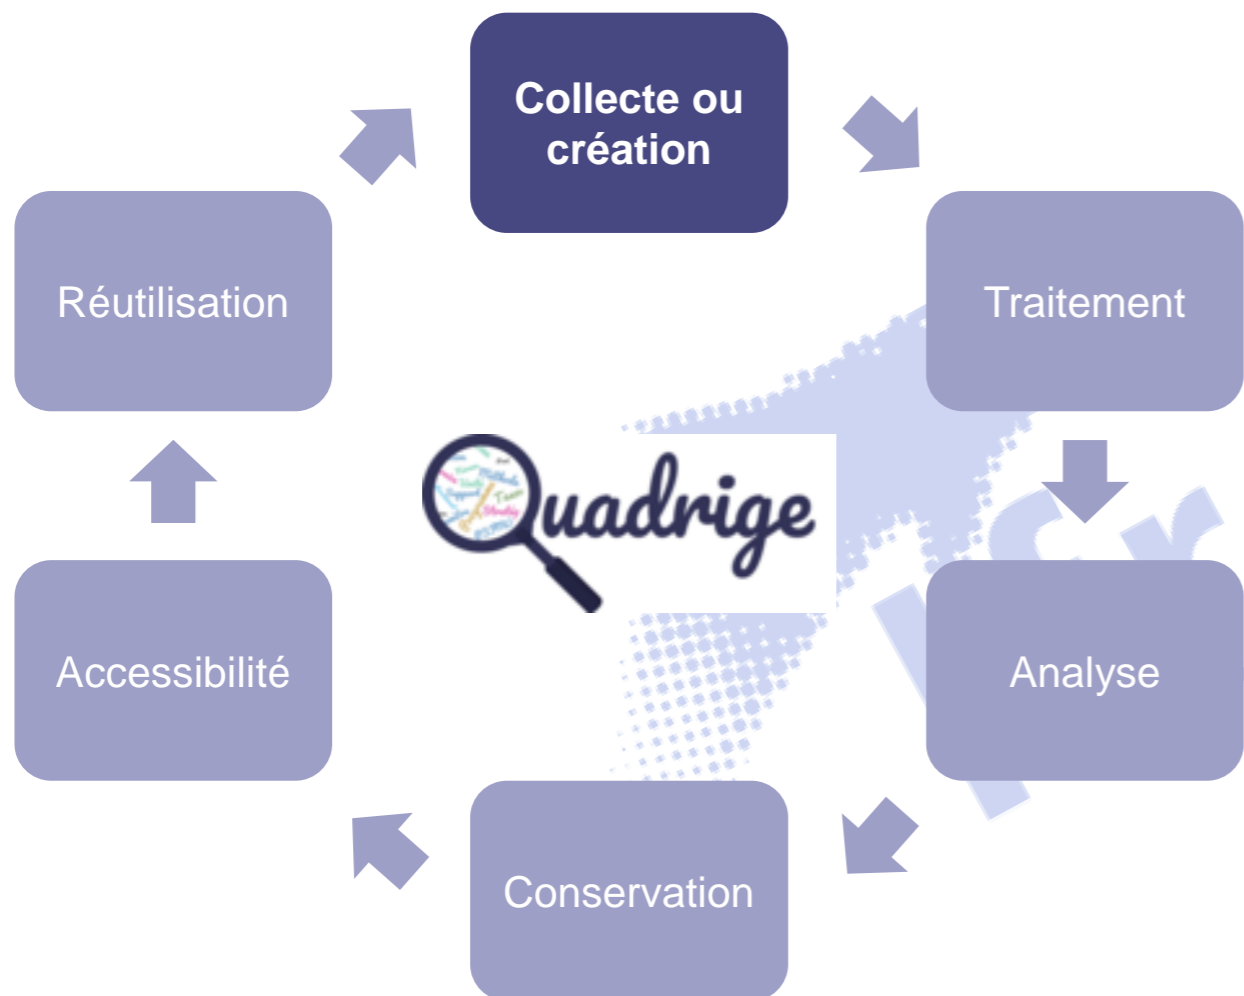 Collecte ou
création
Traitement
Analyse
Conservation
Accessibilité
Réutilisation
Quadrige